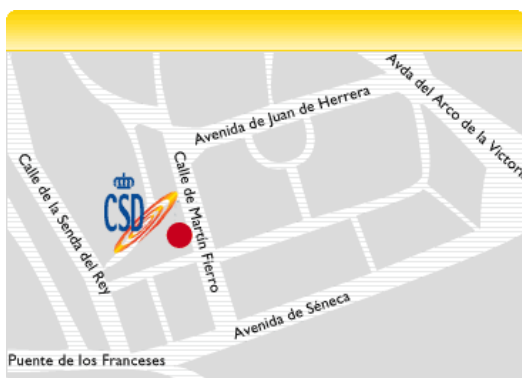 Avda del Arco de la Victoria
Avenida de Juan de Herrera
Calle de la Senda del Rey
Calle de Martín Fierro
CSD
Avenida de Séneca
Puente de los Franceses